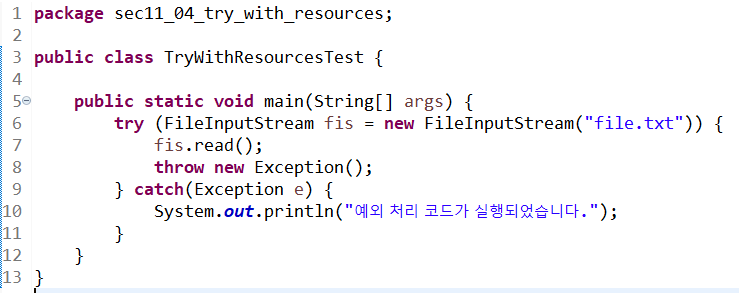 1 package sec11_04_try_with_resources;
2
3 public class TryWithResourcesTest {
4
5     public static void main(String[] args) {
6         try (FileInputStream fis = new FileInputStream("file.txt")) {
7             fis.read();
8             throw new Exception();
9         } catch(Exception e) {
10             System.out.println("예외 처리 코드가 실행되었습니다.");
11         }
12     }
13 }